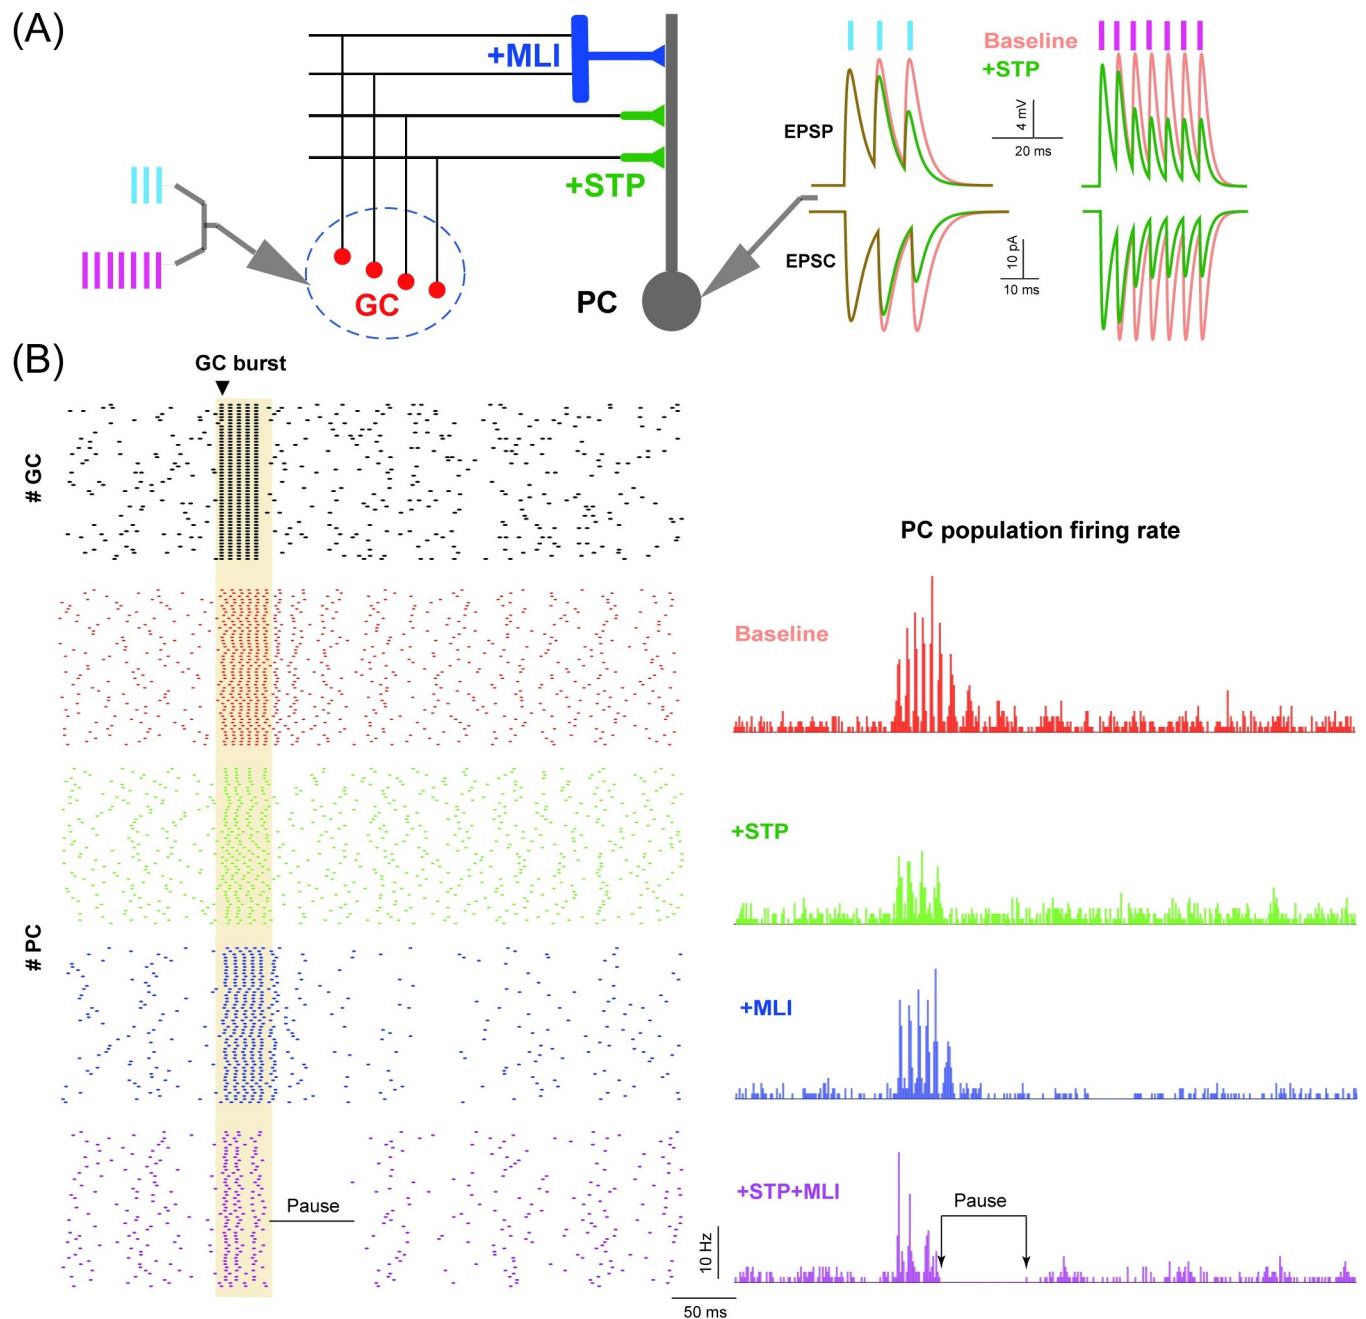 (A)
+MLI
+STP
GC
PC
Baseline
+STP
EPSP
4 mV
20 ms
EPSC
10 pA
10 ms
(B)
GC burst
# GC
# PC
Pause
PC population firing rate
Baseline
+STP
+MLI
+STP+MLI
Pause
10 Hz
50 ms